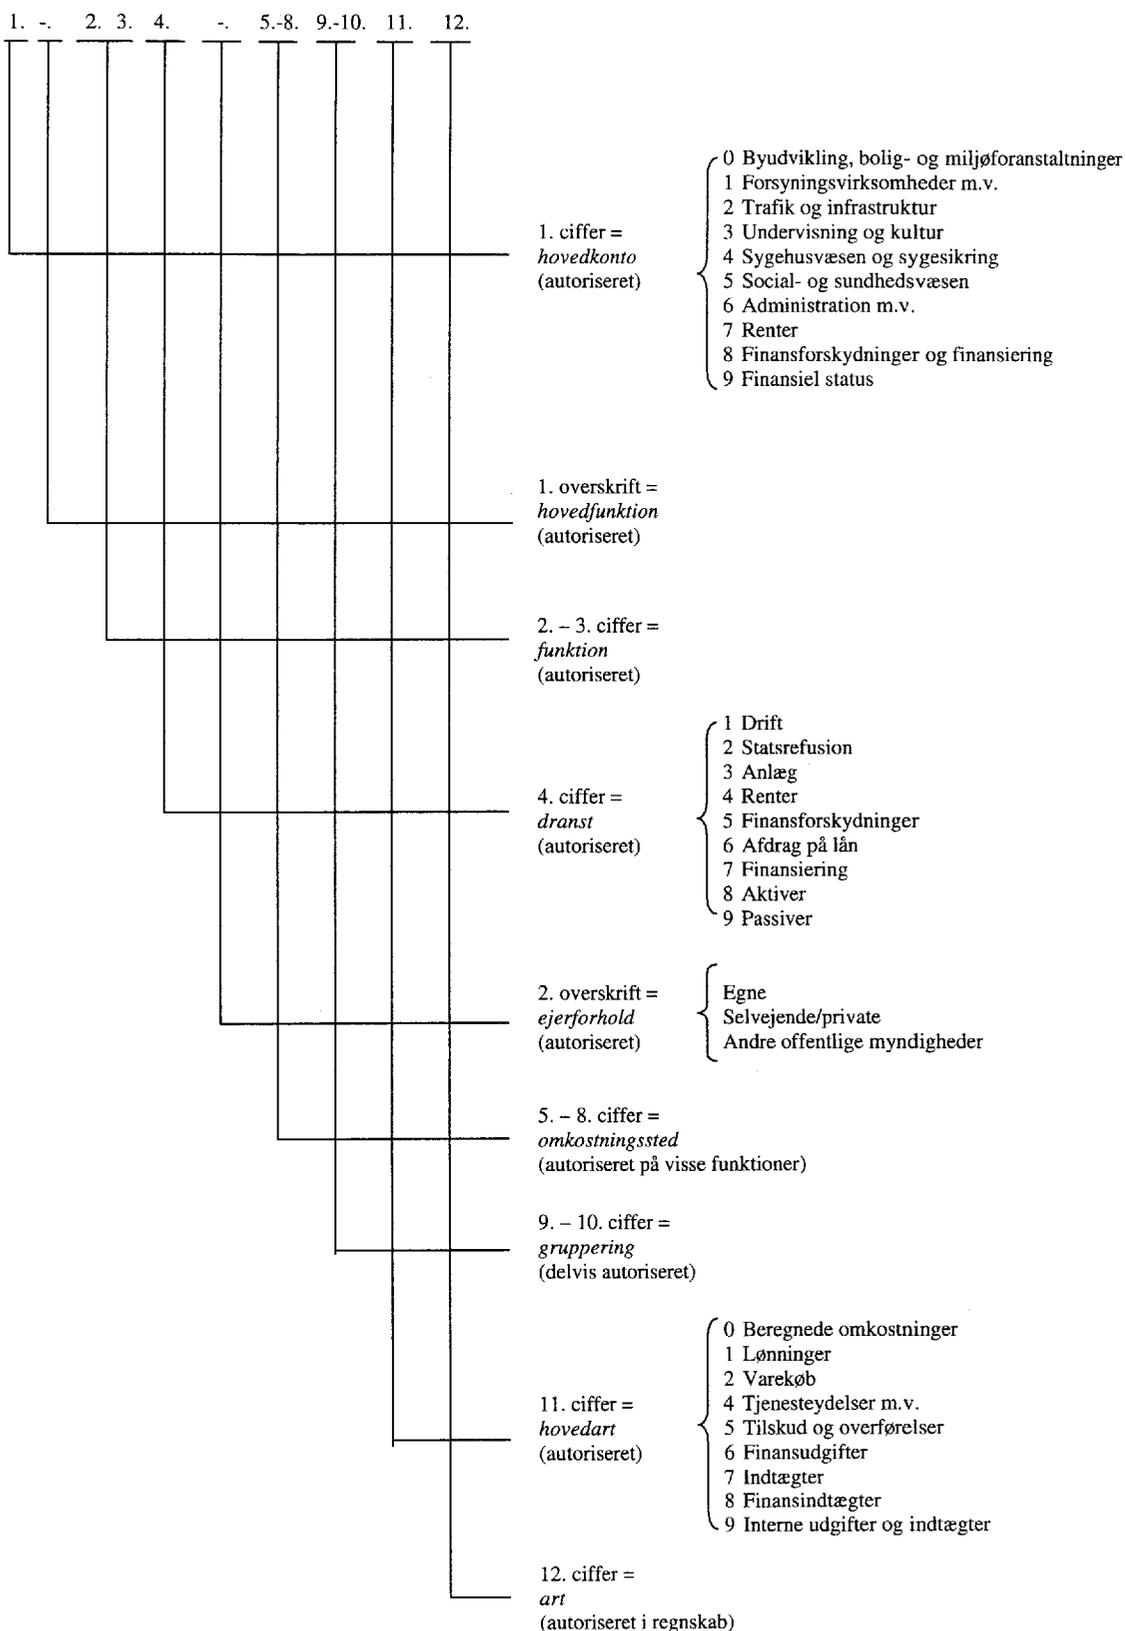 1. -. 2. 3. 4. -. 5.-8. 9.-10. 11. 12.
1. ciffer =
hovedkonto
(autoriseret)
0 Byudvikling, bolig- og miljøforanstaltninger
1 Forsyningsvirksomheder m.v.
2 Trafik og infrastruktur
3 Undervisning og kultur
4 Sygehusvæsen og sygesikring
5 Social- og sundhedsvæsen
6 Administration m.v.
7 Renter
8 Finansforskydninger og finansiering
9 Finansiel status
1. overskrift =
hovedfunktion
(autoriseret)
2. – 3. ciffer =
funktion
(autoriseret)
4. ciffer =
dranst
(autoriseret)
1 Drift
2 Statsrefusion
3 Anlæg
4 Renter
5 Finansforskydninger
6 Afdrag på lån
7 Finansiering
8 Aktiver
9 Passiver
2. overskrift =
ejerforhold
(autoriseret)
Egne
Selvejende/private
Andre offentlige myndigheder
5. – 8. ciffer =
omkostningssted
(autoriseret på visse funktioner)
9. – 10. ciffer =
gruppering
(delvis autoriseret)
11. ciffer =
hovedart
(autoriseret)
0 Beregnede omkostninger
1 Lønninger
2 Varekøb
4 Tjenesteydelser m.v.
5 Tilskud og overførelser
6 Finansudgifter
7 Indtægter
8 Finansindtægter
9 Interne udgifter og indtægter
12. ciffer =
art
(autoriseret i regnskab)